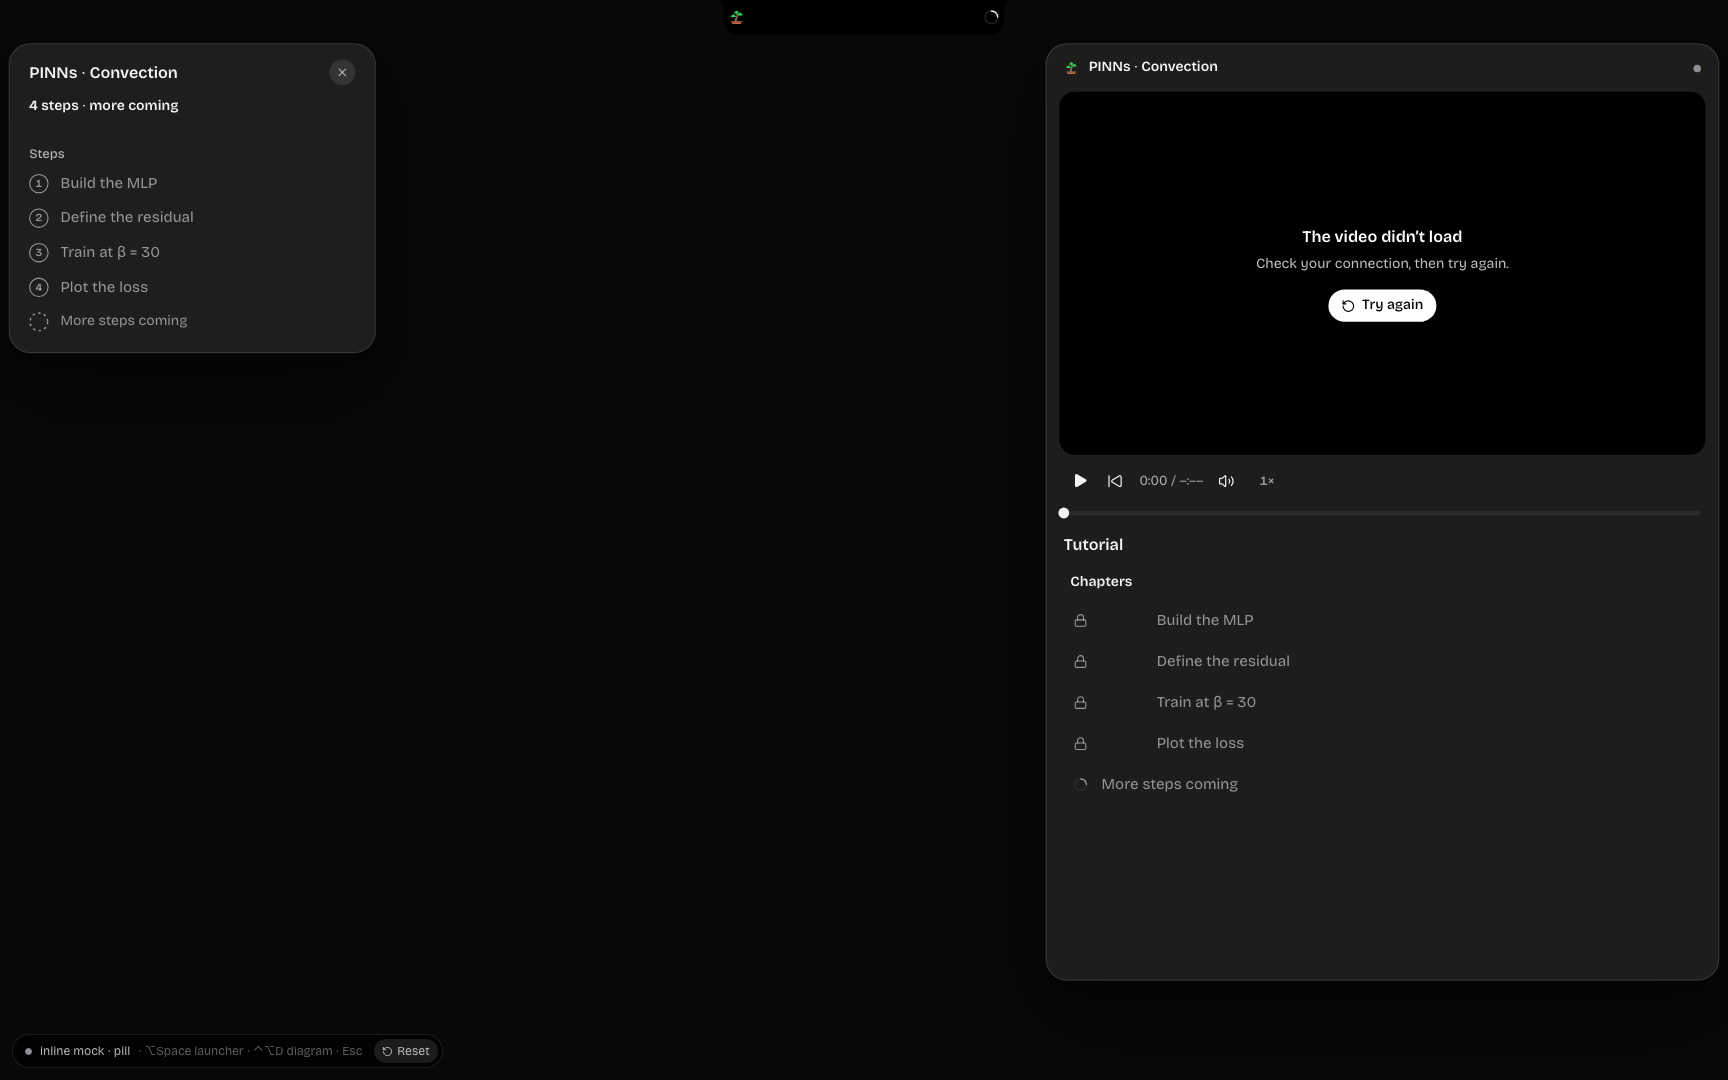 PINNs · Convection
4 steps · more coming
Steps
1 Build the MLP
2 Define the residual
3 Train at β = 30
4 Plot the loss
More steps coming
PINNs · Convection
The video didn’t load
Check your connection, then try again.
Try again
0:00 / –:–– 1×
Tutorial
Chapters
Build the MLP
Define the residual
Train at β = 30
Plot the loss
More steps coming
inline mock · pill · ⌥Space launcher · ^⌥D diagram · Esc Reset